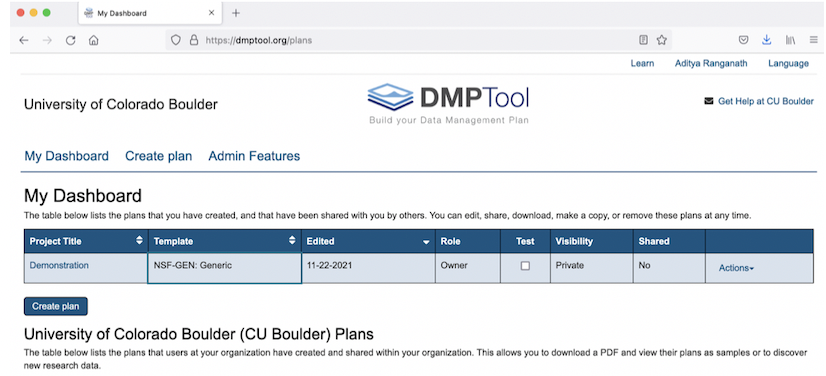 My Dashboard
https://dmptool.org/plans
Learn Aditya Ranganath Language
University of Colorado Boulder
DMPTool
Build your Data Management Plan
Get Help at CU Boulder
My Dashboard Create plan Admin Features
My Dashboard
The table below lists the plans that you have created, and that have been shared with you by others. You can edit, share, download, make a copy, or remove these plans at any time.
Project Title Template Edited Role Test Visibility Shared
Demonstration NSF-GEN: Generic 11-22-2021 Owner Private No Actions
Create plan
University of Colorado Boulder (CU Boulder) Plans
The table below lists the plans that users at your organization have created and shared within your organization. This allows you to download a PDF and view their plans as samples or to discover
new research data.